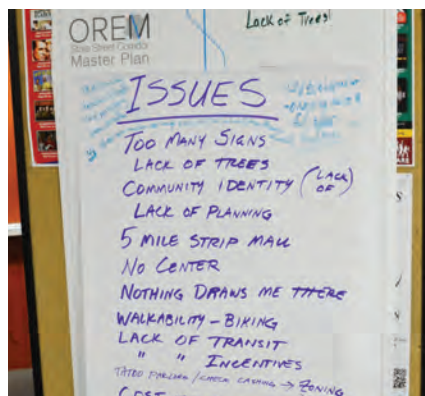 Lack of Trees!
OREM
State Street Corridor
Master Plan
ISSUES
TOO MANY SIGNS
LACK OF TREES
COMMUNITY IDENTITY (LACK OF)
LACK OF PLANNING
5 MILE STRIP MALL
NO CENTER
NOTHING DRAWS ME THERE
WALKABILITY - BIKING
LACK OF TRANSIT
" " INCENTIVES
TATOO PARLORS / CHECK CASHING → ZONING
COST